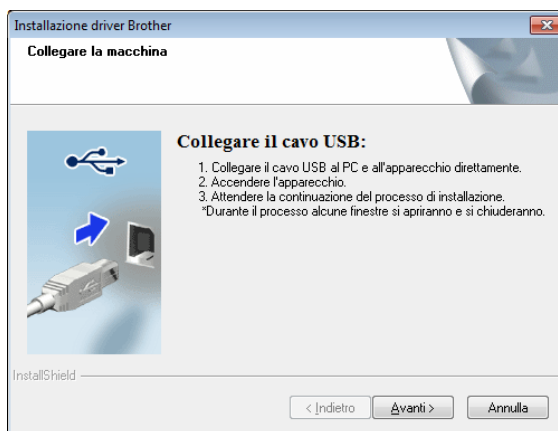 Installazione driver Brother
Collegare la macchina
Collegare il cavo USB:
1. Collegare il cavo USB al PC e all'apparecchio direttamente.
2. Accendere l'apparecchio.
3. Attendere la continuazione del processo di installazione.
*Durante il processo alcune finestre si apriranno e si chiuderanno.
InstallShield
< Indietro
Avanti >
Annulla